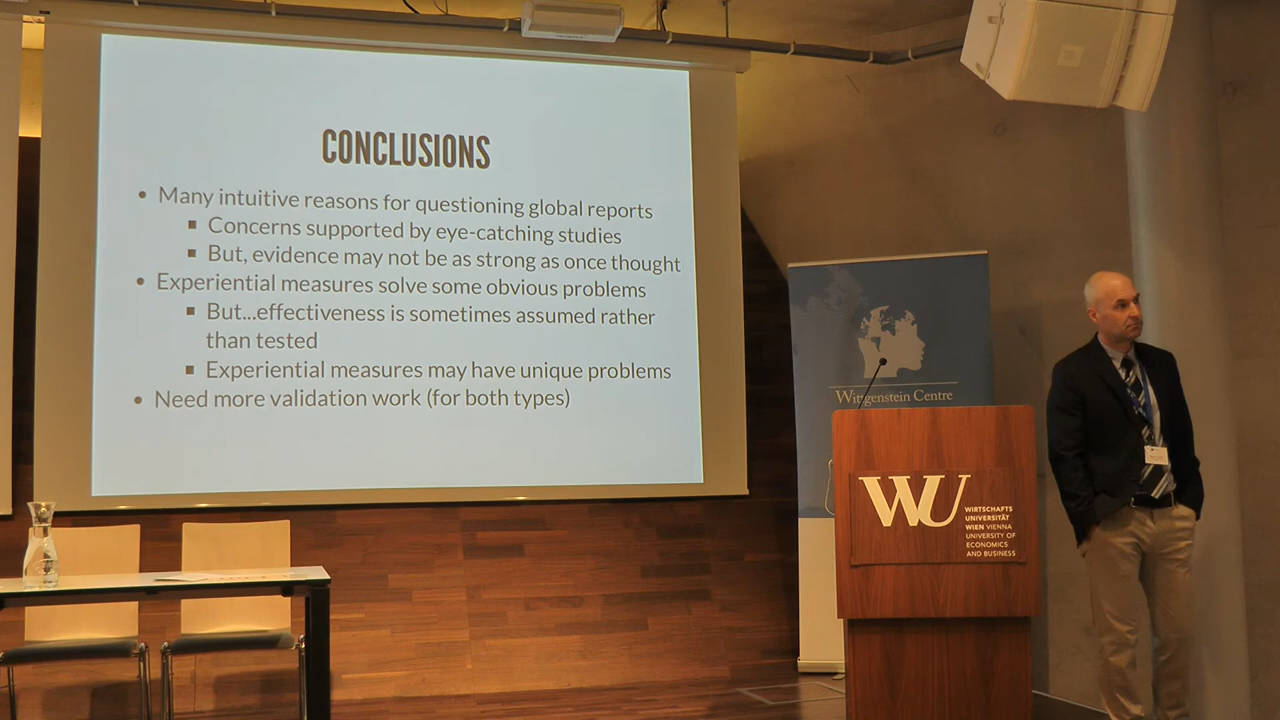 CONCLUSIONS
• Many intuitive reasons for questioning global reports
▪ Concerns supported by eye-catching studies
▪ But, evidence may not be as strong as once thought
• Experiential measures solve some obvious problems
▪ But...effectiveness is sometimes assumed rather
than tested
▪ Experiential measures may have unique problems
• Need more validation work (for both types)
Wittgenstein Centre
WU
WIRTSCHAFTS
UNIVERSITÄT
WIEN VIENNA
UNIVERSITY OF
ECONOMICS
AND BUSINESS